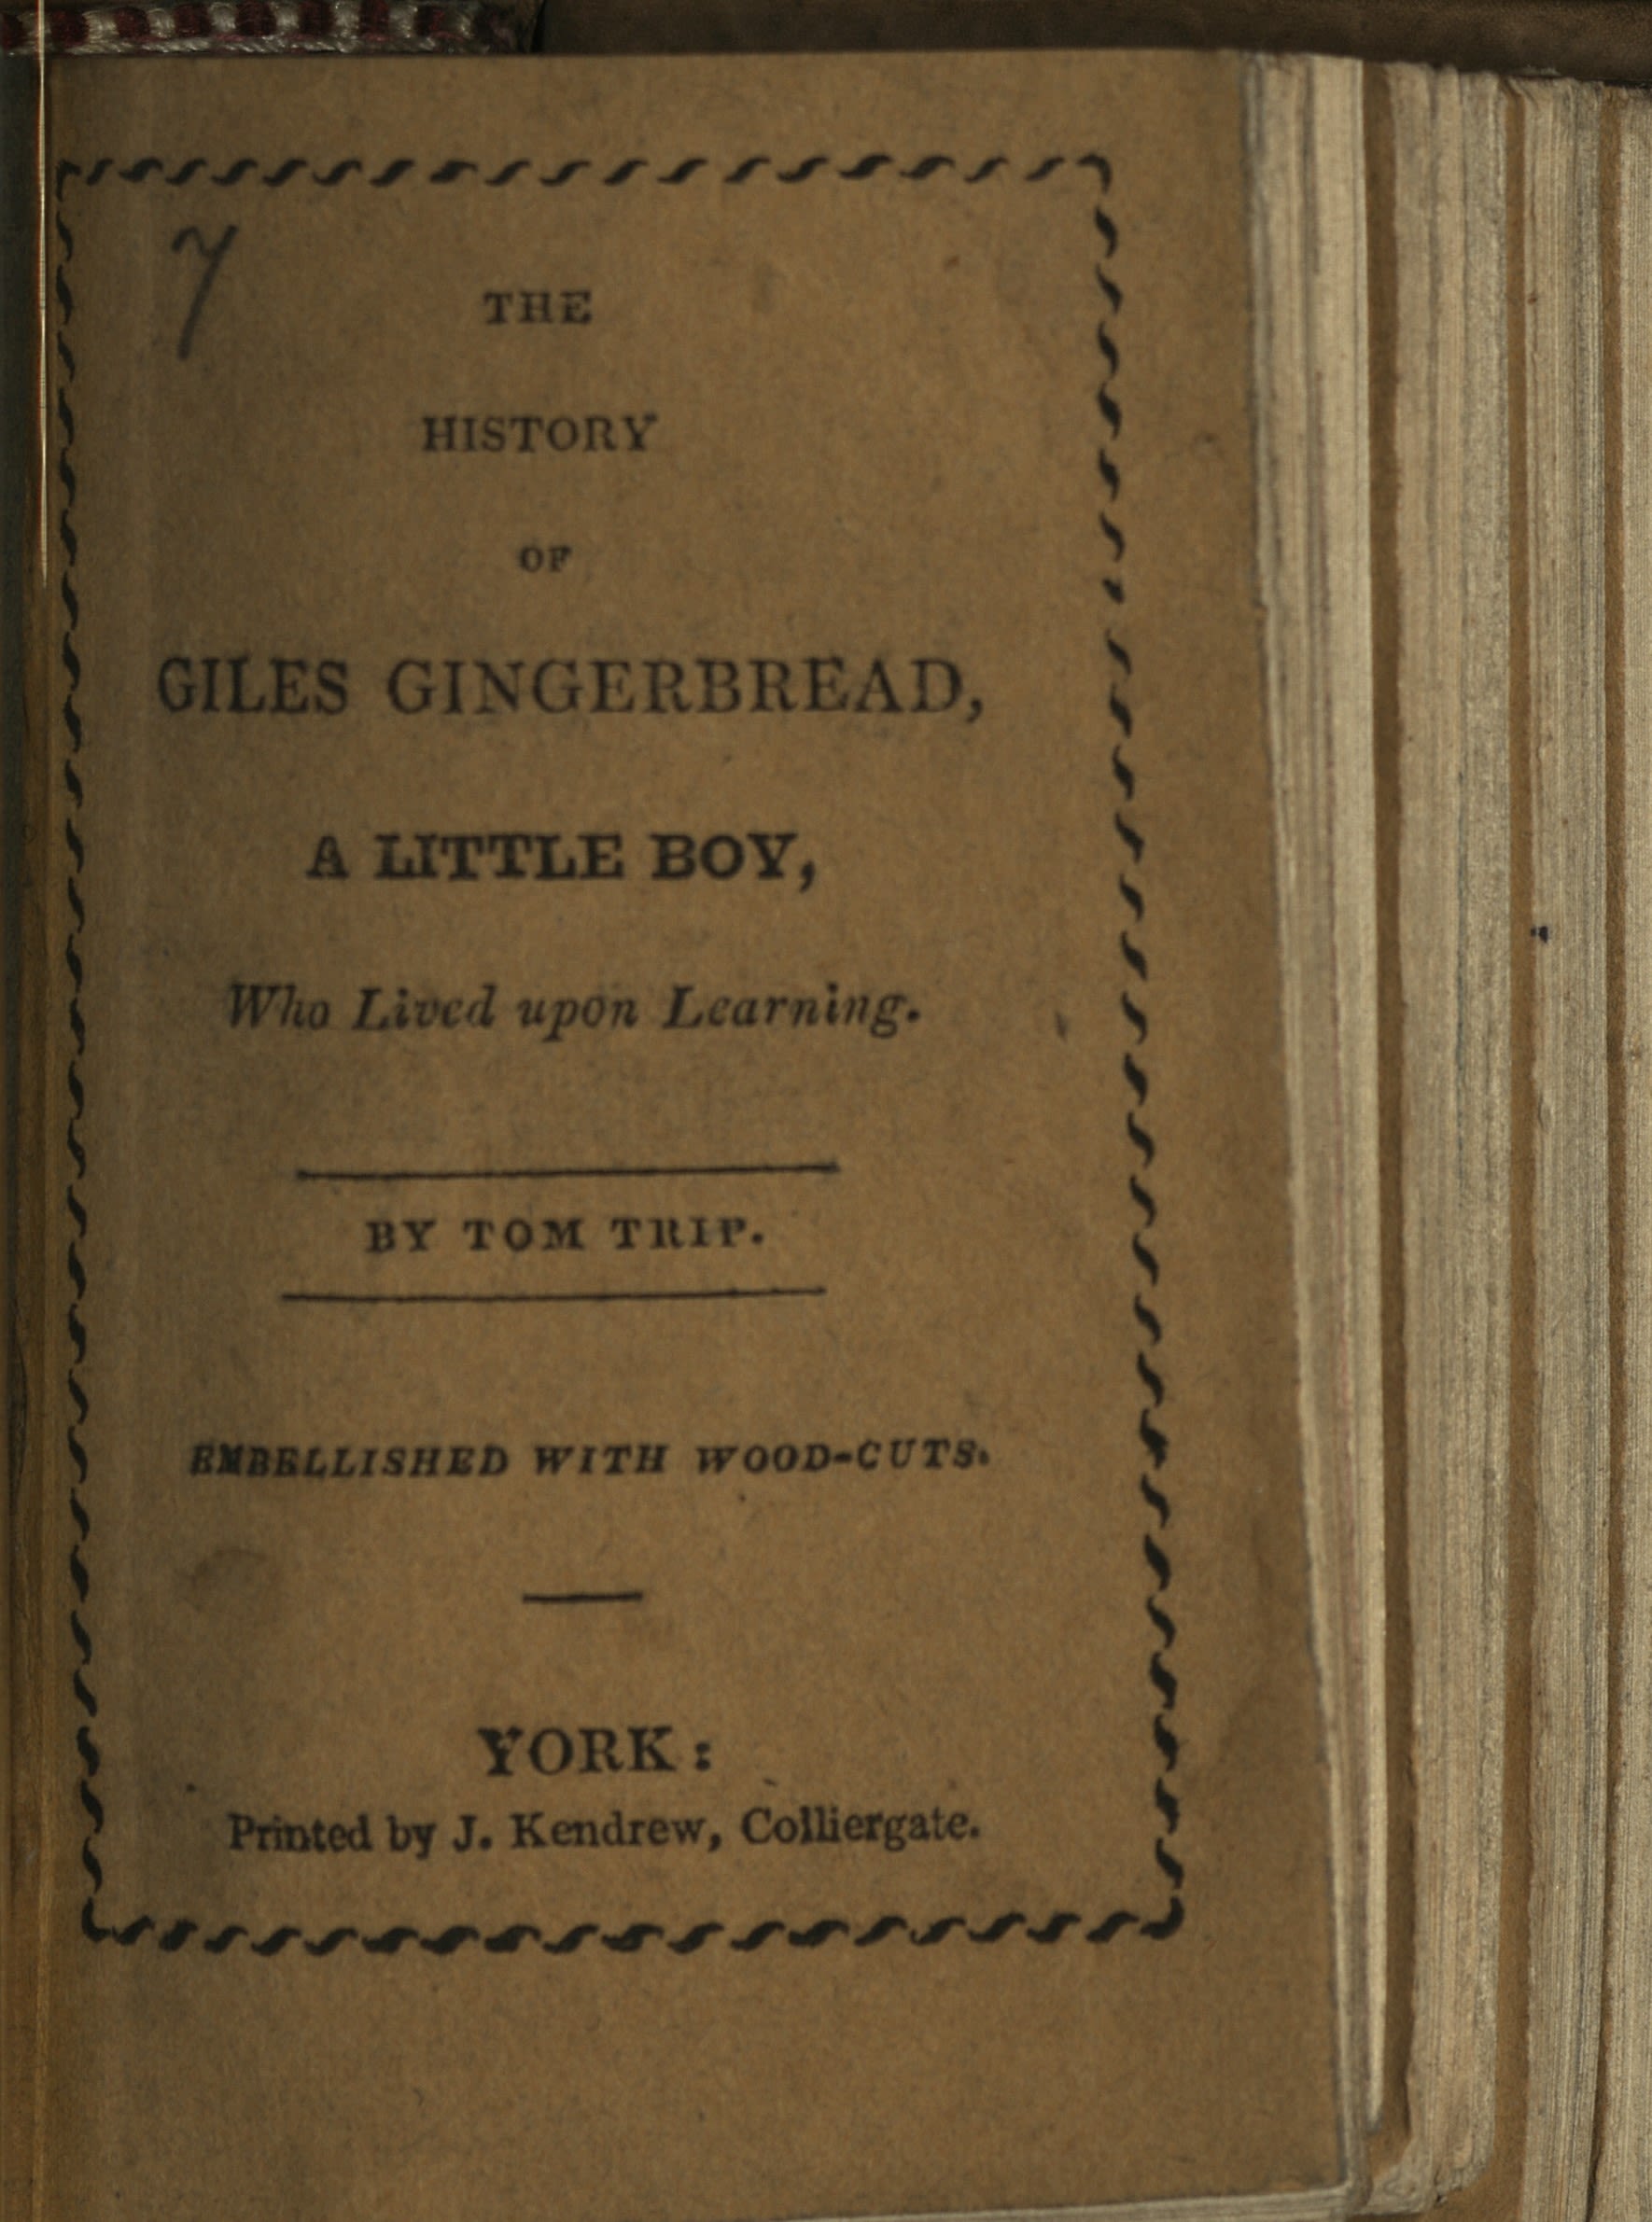 7
THE
HISTORY
OF
GILES GINGERBREAD,
A LITTLE BOY,
Who Lived upon Learning.
BY TOM TRIP.
EMBELLISHED WITH WOOD-CUTS.
YORK:
Printed by J. Kendrew, Colliergate.